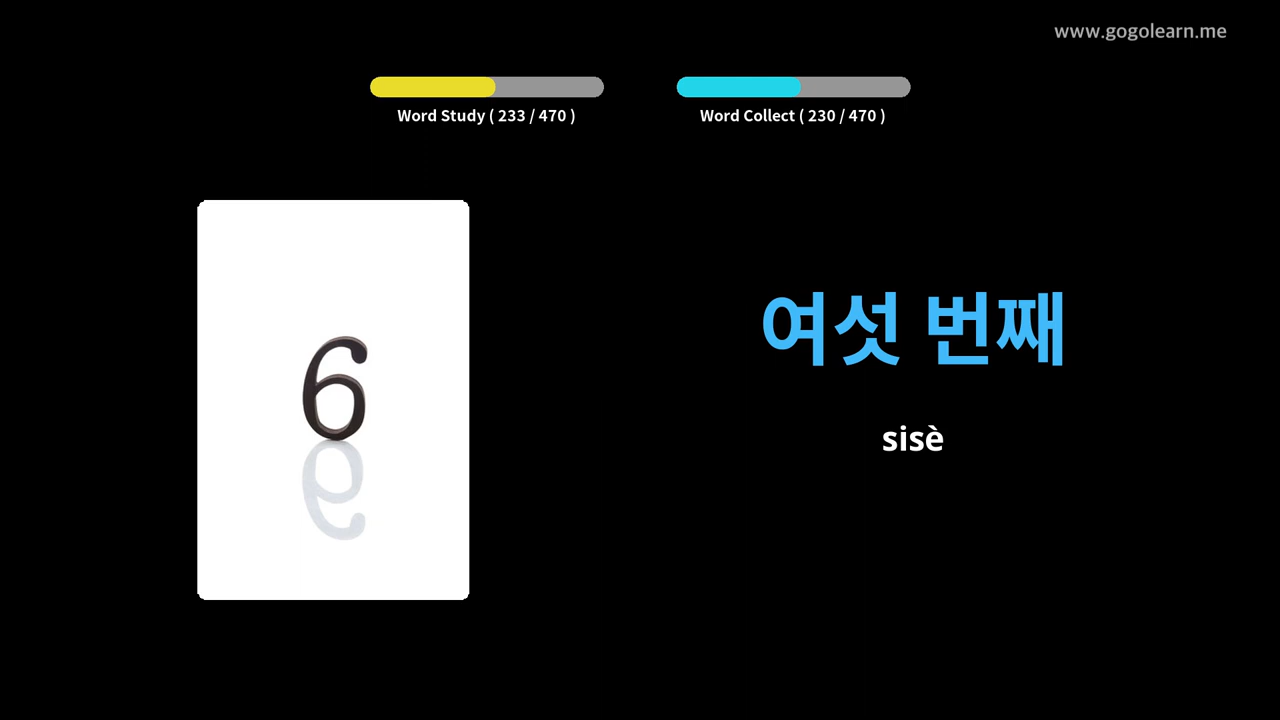 www.gogolearn.me
Word Study ( 233 / 470 )
Word Collect ( 230 / 470 )
6
여섯 번째
sisè